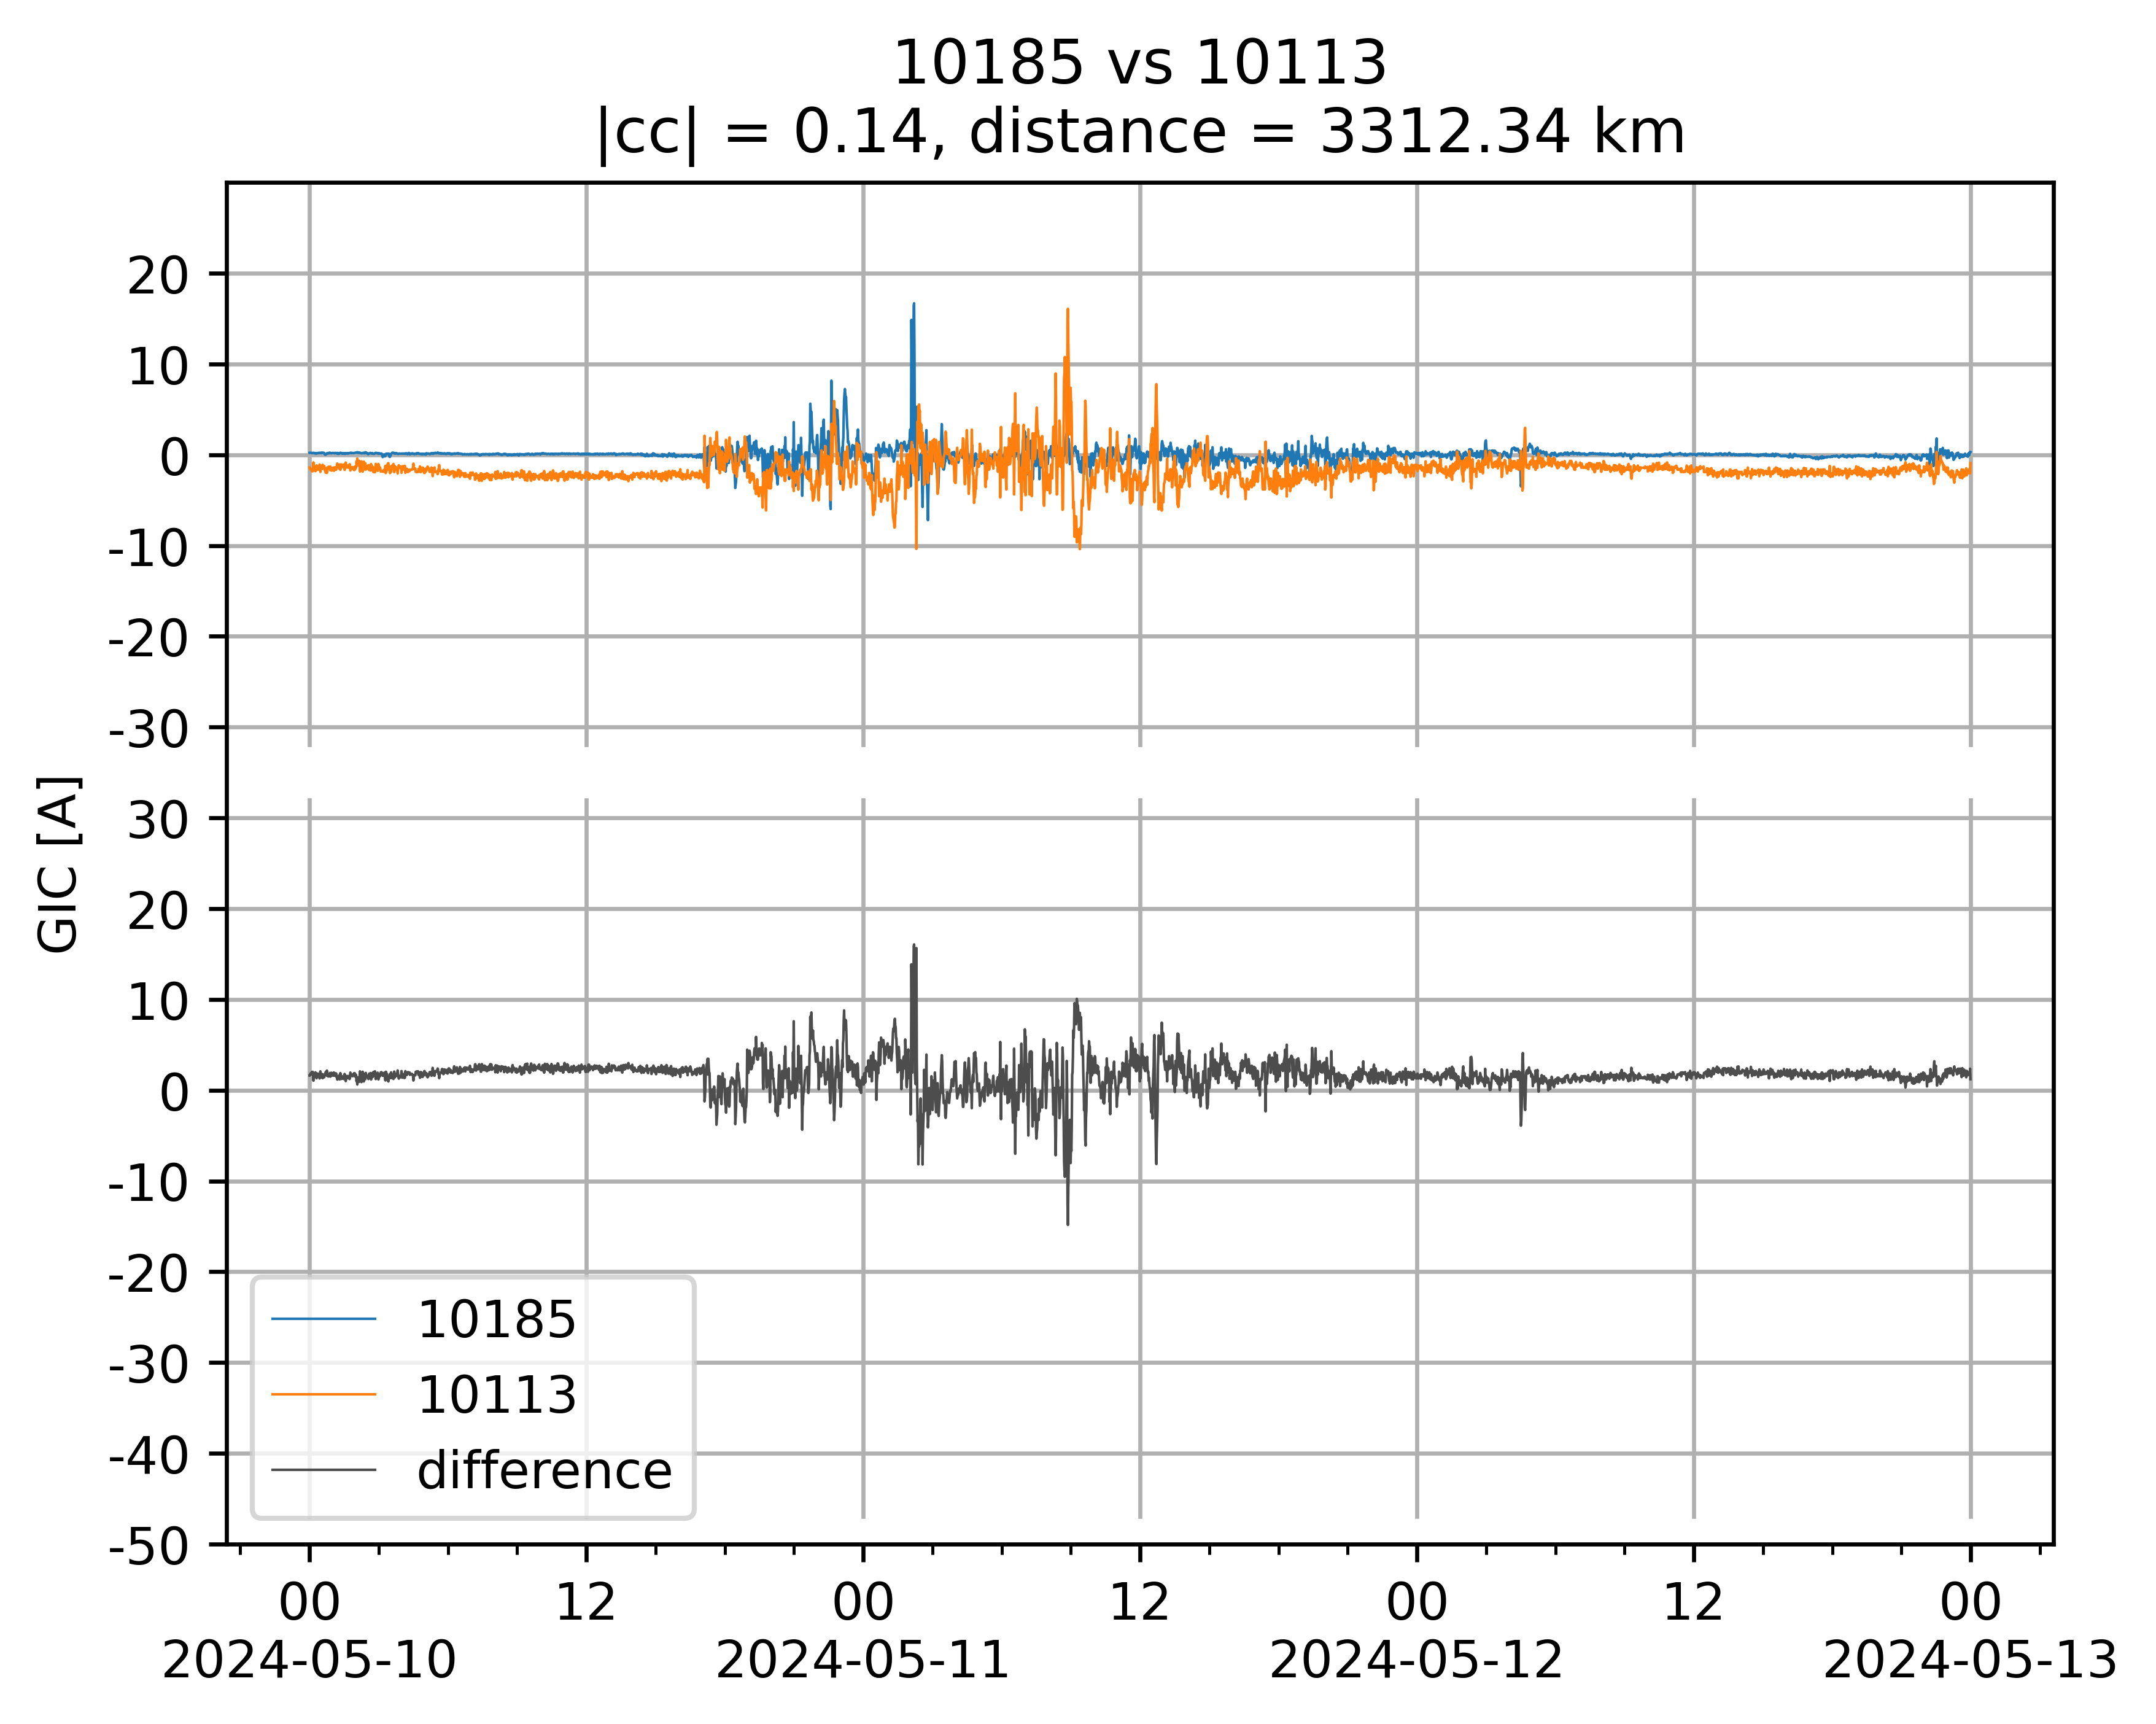 10185 vs 10113
|cc| = 0.14, distance = 3312.34 km
20
10
0
-10
-20
-30
30
20
10
0
-10
-20
-30
-40
-50
GIC [A]
10185
10113
difference
00 12 00 12 00 12 00
2024-05-10 2024-05-11 2024-05-12 2024-05-13